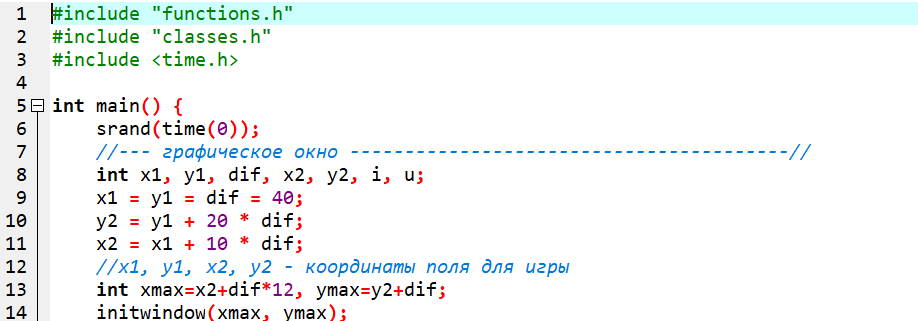 1 #include "functions.h"
2 #include "classes.h"
3 #include <time.h>
4
5 int main() {
6 srand(time(0));
7 //--- графическое окно ----------------------------------------//
8 int x1, y1, dif, x2, y2, i, u;
9 x1 = y1 = dif = 40;
10 y2 = y1 + 20 * dif;
11 x2 = x1 + 10 * dif;
12 //x1, y1, x2, y2 - координаты поля для игры
13 int xmax=x2+dif*12, ymax=y2+dif;
14 initwindow(xmax, ymax);